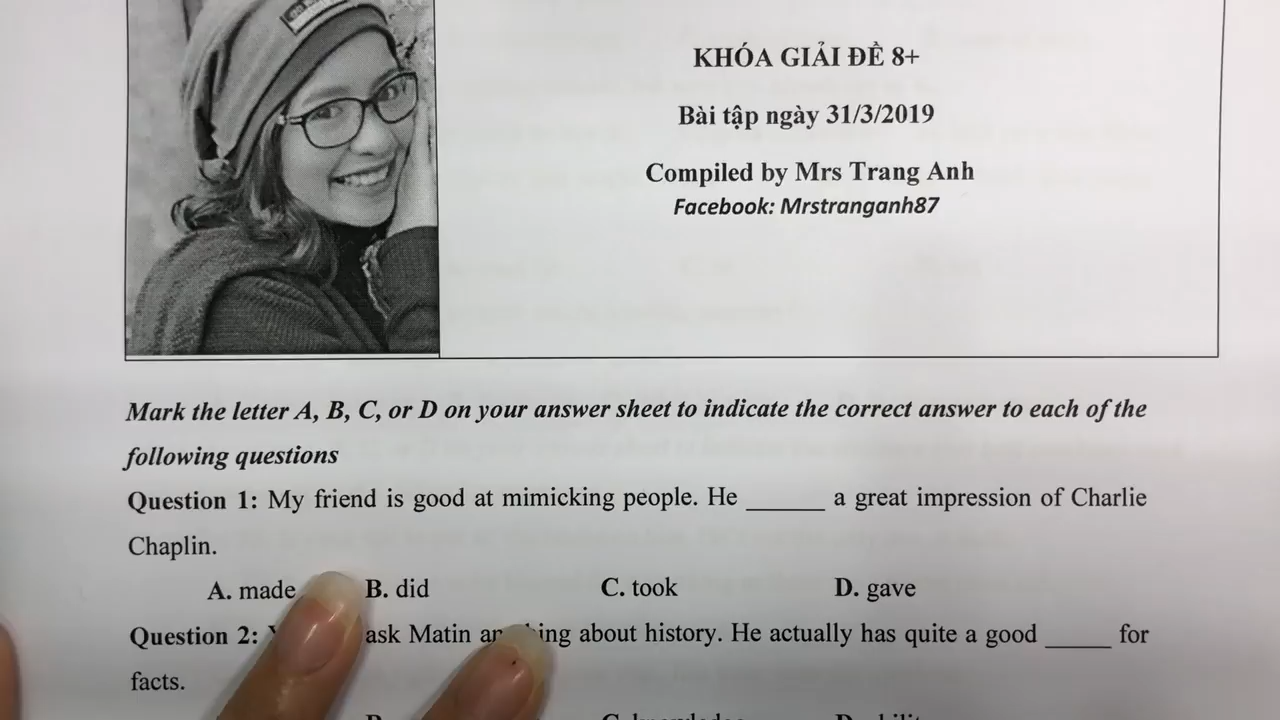 KHÓA GIẢI ĐỀ 8+
Bài tập ngày 31/3/2019
Compiled by Mrs Trang Anh
Facebook: Mrstranganh87
Mark the letter A, B, C, or D on your answer sheet to indicate the correct answer to each of the
following questions
Question 1: My friend is good at mimicking people. He ______ a great impression of Charlie
Chaplin.
A. made B. did C. took D. gave
Question 2: ask Matin about history. He actually has quite a good _____ for
facts.